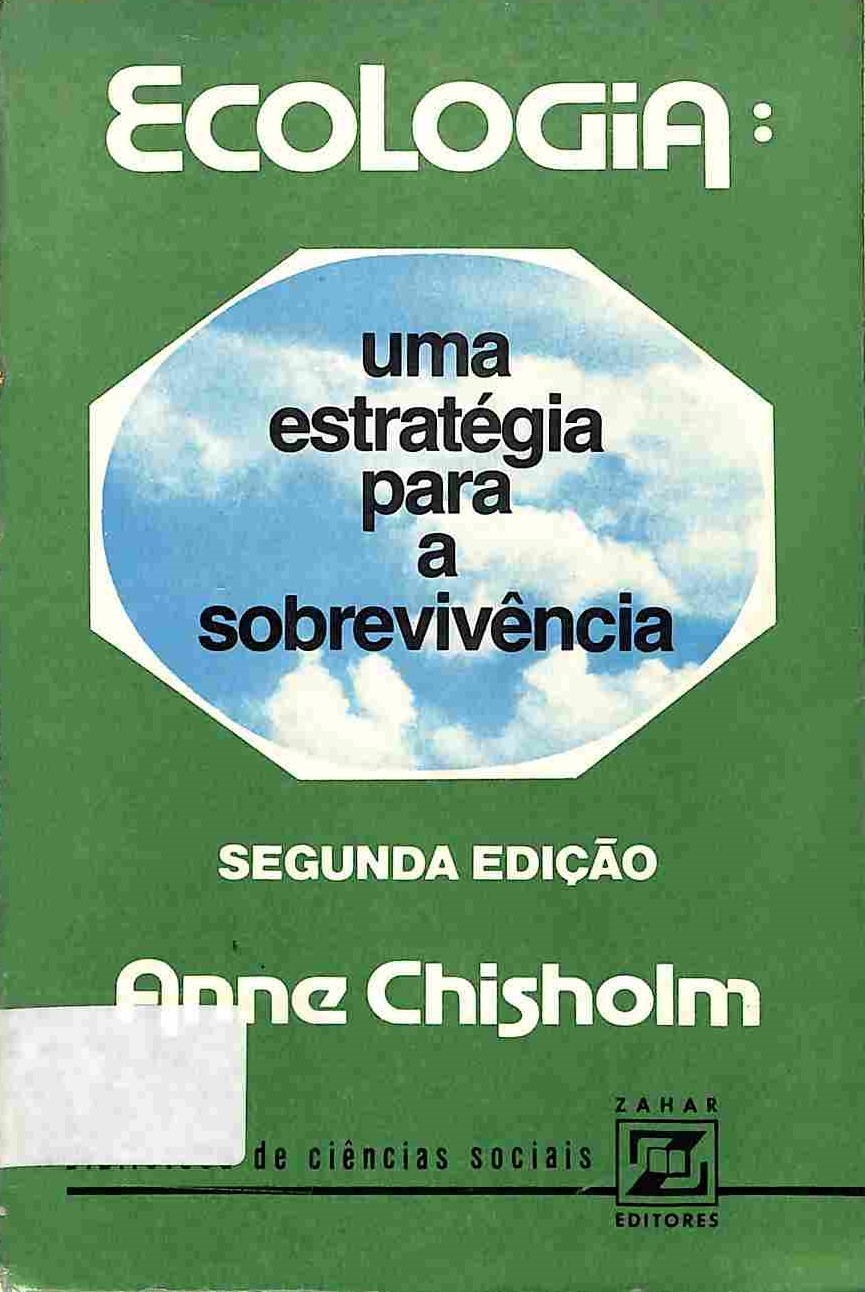 Ecologia:
uma
estratégia
para
a
sobrevivência
SEGUNDA EDIÇÃO
Anne Chisholm
ZAHAR
de ciências sociais
EDITORES